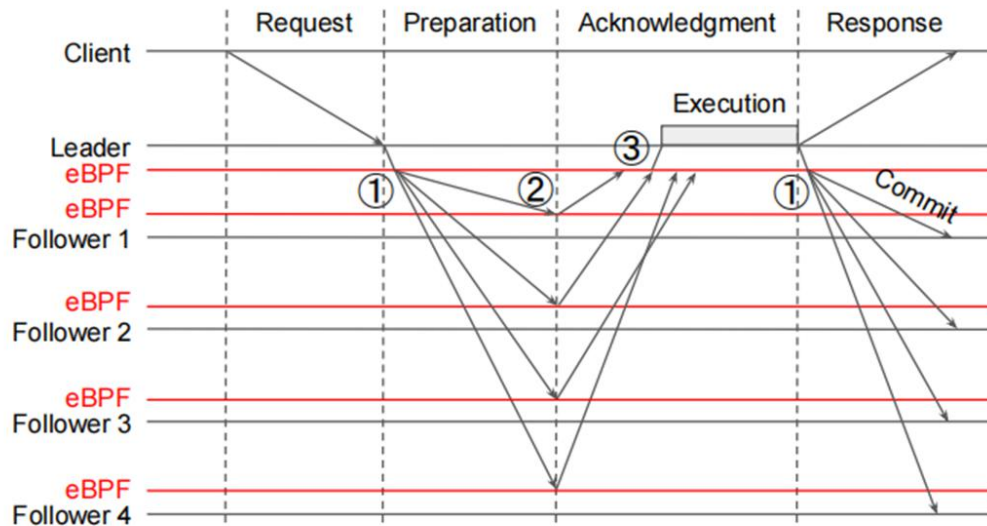 Request Preparation Acknowledgment Response
Client
Execution
Leader
③
eBPF
① ② ① Commit
eBPF
Follower 1
eBPF
Follower 2
eBPF
Follower 3
eBPF
Follower 4